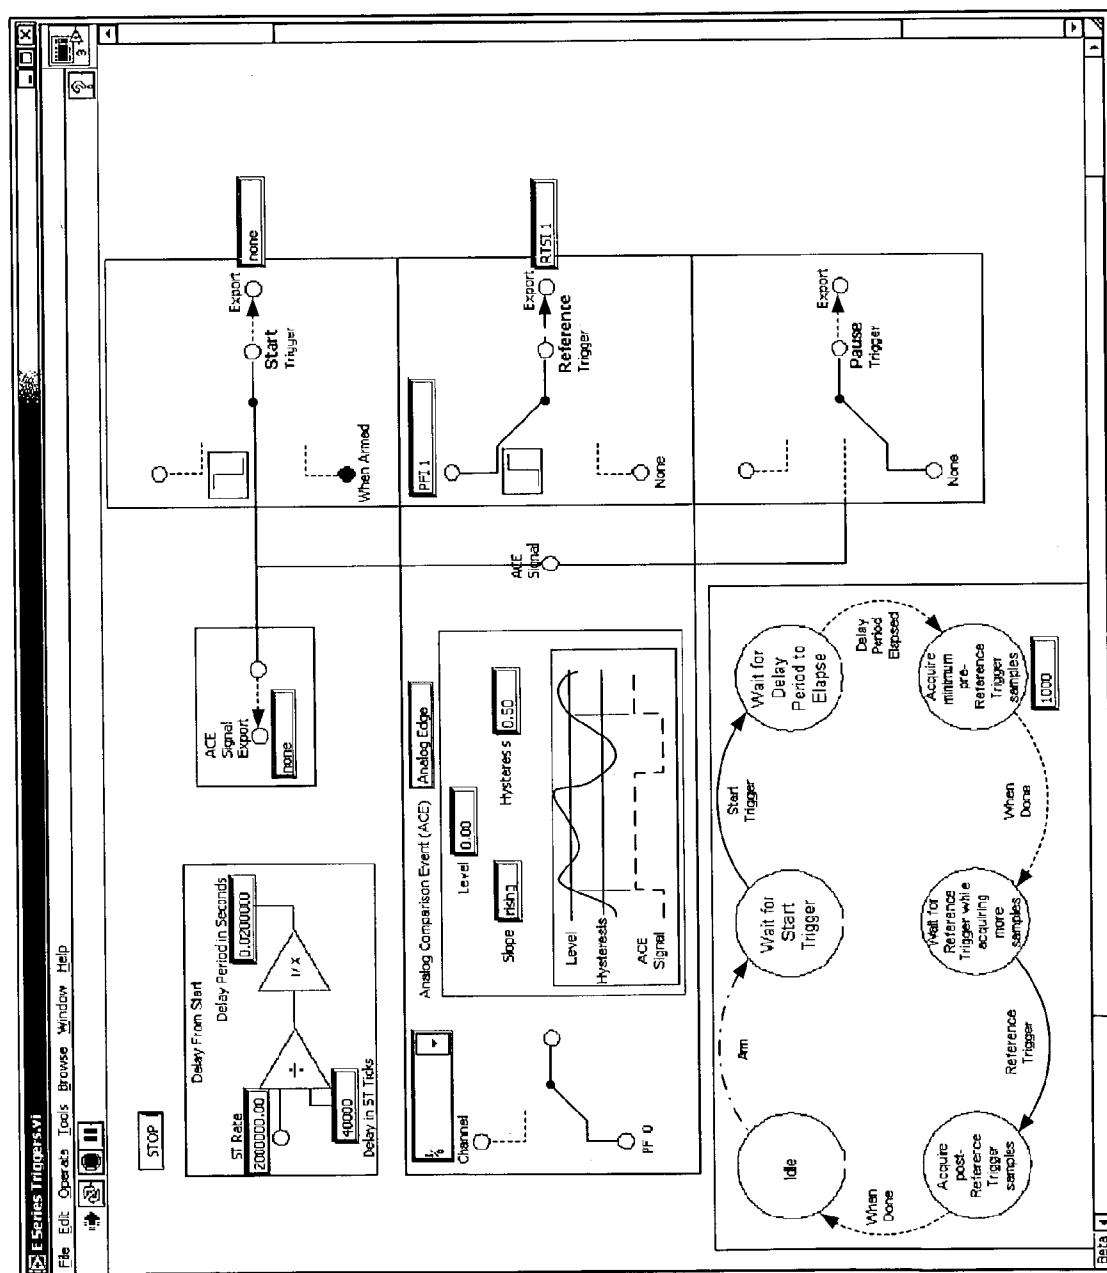 E Series Triggers.vi
File Edit Operate Tools Browse Window Help
3
?
STOP
Delay From Start
ST Rate
2000000.00
÷
1/X
Delay Period in Seconds
0.0200000
40000
Delay in ST Ticks
ACE
Signal
Export
none
Start
Trigger
Export
none
When Armed
Channel
PFI 0
Analog Comparison Event (ACE)
Analog Edge
Level
0.00
Slope
rising
Hysteresis
0.50
Level
Hysteresis
ACE
Signal
ACE
Signal
PFI 1
None
Reference
Trigger
Export
RTSI 1
None
Pause
Trigger
Export
Idle
Arm
Wait for
Start
Trigger
Start
Trigger
Wait for
Delay
Period to
Elapse
Delay
Period
Elapsed
Acquire
minimum
pre-
Reference
Trigger
samples
1000
When
Done
Wait for
Reference
Trigger while
acquiring
more
samples
Reference
Trigger
Acquire
post-
Reference
Trigger
samples
When
Done
Beta